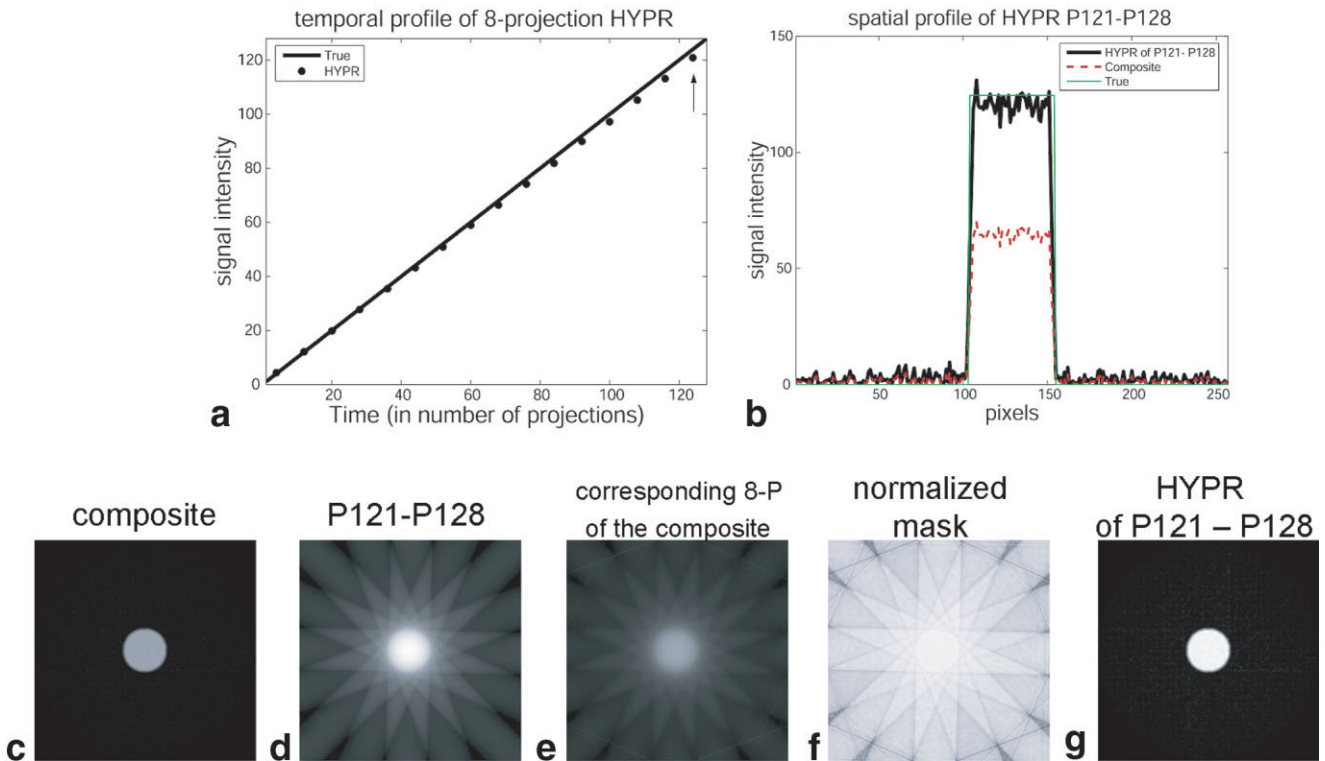 temporal profile of 8-projection HYPR
True
HYPR
120
100
80
60
40
20
0
signal intensity
20 40 60 80 100 120
Time (in number of projections)
a
spatial profile of HYPR P121-P128
HYPR of P121- P128
Composite
True
150
100
50
0
signal intensity
50 100 150 200 250
pixels
b
composite
P121-P128
corresponding 8-P
of the composite
normalized
mask
HYPR
of P121 – P128
c
d
e
f
g